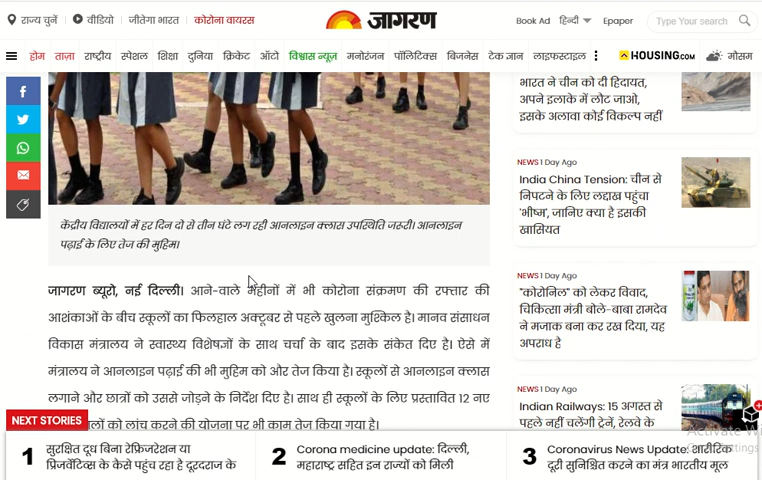 राज्य चुनें वीडियो जीतेगा भारत कोरोना वायरस जागरण Book Ad हिन्दी Epaper Type Your Search
होम ताज़ा राष्ट्रीय स्पेशल शिक्षा दुनिया क्रिकेट ऑटो विश्वास न्यूज़ मनोरंजन पॉलिटिक्स बिजनेस टेक ज्ञान लाइफस्टाइल HOUSING.COM मौसम
केंद्रीय विद्यालयों में हर दिन दो से तीन घंटे लग रही आनलाइन क्लास उपस्थिति जरूरी। आनलाइन
पढ़ाई के लिए तेज की मुहिम।
जागरण ब्यूरो, नई दिल्ली। आने-वाले महीनों में भी कोरोना संक्रमण की रफ्तार की
आशंकाओं के बीच स्कूलों का फिलहाल अक्टूबर से पहले खुलना मुश्किल है। मानव संसाधन
विकास मंत्रालय ने स्वास्थ्य विशेषज्ञों के साथ चर्चा के बाद इसके संकेत दिए है। ऐसे में
मंत्रालय ने आनलाइन पढ़ाई की भी मुहिम को और तेज किया है। स्कूलों से आनलाइन क्लास
लगाने और छात्रों को उससे जोड़ने के निर्देश दिए है। साथ ही स्कूलों के लिए प्रस्तावित 12 नए
को लांच करने की योजना पर भी काम तेज किया गया है।
भारत ने चीन को दी हिदायत,
अपने इलाके में लौट जाओ,
इसके अलावा कोई विकल्प नहीं
NEWS 1 Day Ago
India China Tension: चीन से
निपटने के लिए लद्दाख पहुंचा
'भीष्म', जानिए क्या है इसकी
खासियत
NEWS 1 Day Ago
"कोरोनिल" को लेकर विवाद,
चिकित्सा मंत्री बोले-बाबा रामदेव
ने मजाक बना कर रख दिया, यह
अपराध है
NEWS 1 Day Ago
Indian Railways: 15 अगस्त से
पहले नहीं चलेंगी ट्रेनें, रेलवे के
NEXT STORIES
1 सुरक्षित दूध बिना रेफ्रिजरेशन या
प्रिजर्वेटिव्स के कैसे पहुंच रहा है दूरदराज के
2 Corona medicine update: दिल्ली,
महाराष्ट्र सहित इन राज्यों को मिली
3 Coronavirus News Update: शारीरिक
दूरी सुनिश्चित करने का मंत्र भारतीय मूल